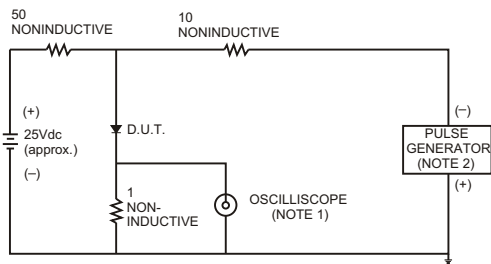 50
NONINDUCTIVE
10
NONINDUCTIVE
(+)
25Vdc
(approx.)
(–)
D.U.T.
1
NON-
INDUCTIVE
OSCILLISCOPE
(NOTE 1)
(–)
PULSE
GENERATOR
(NOTE 2)
(+)